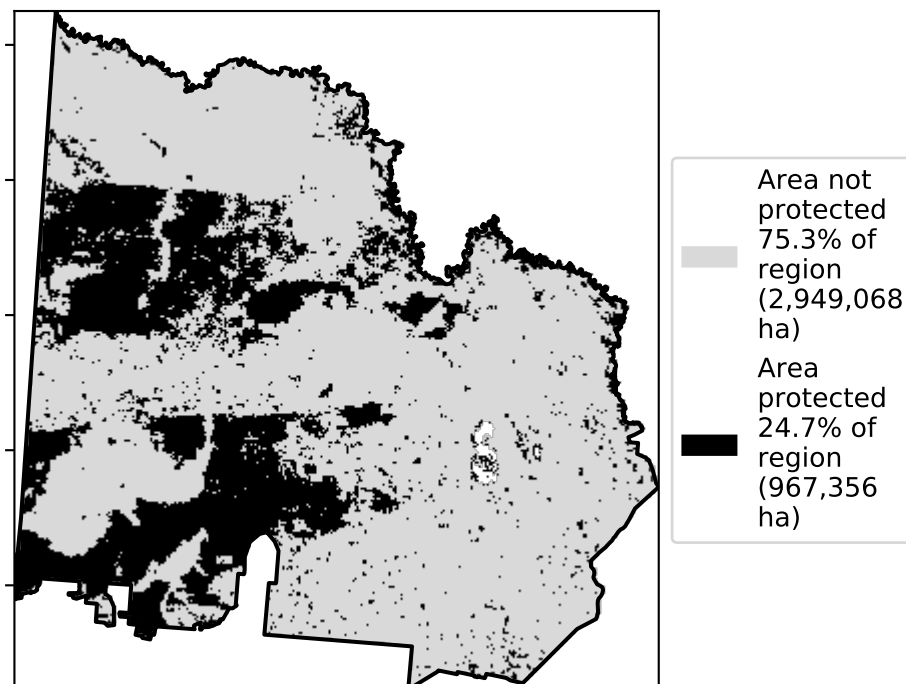 Area not
protected
75.3% of
region
(2,949,068
ha)
Area
protected
24.7% of
region
(967,356
ha)